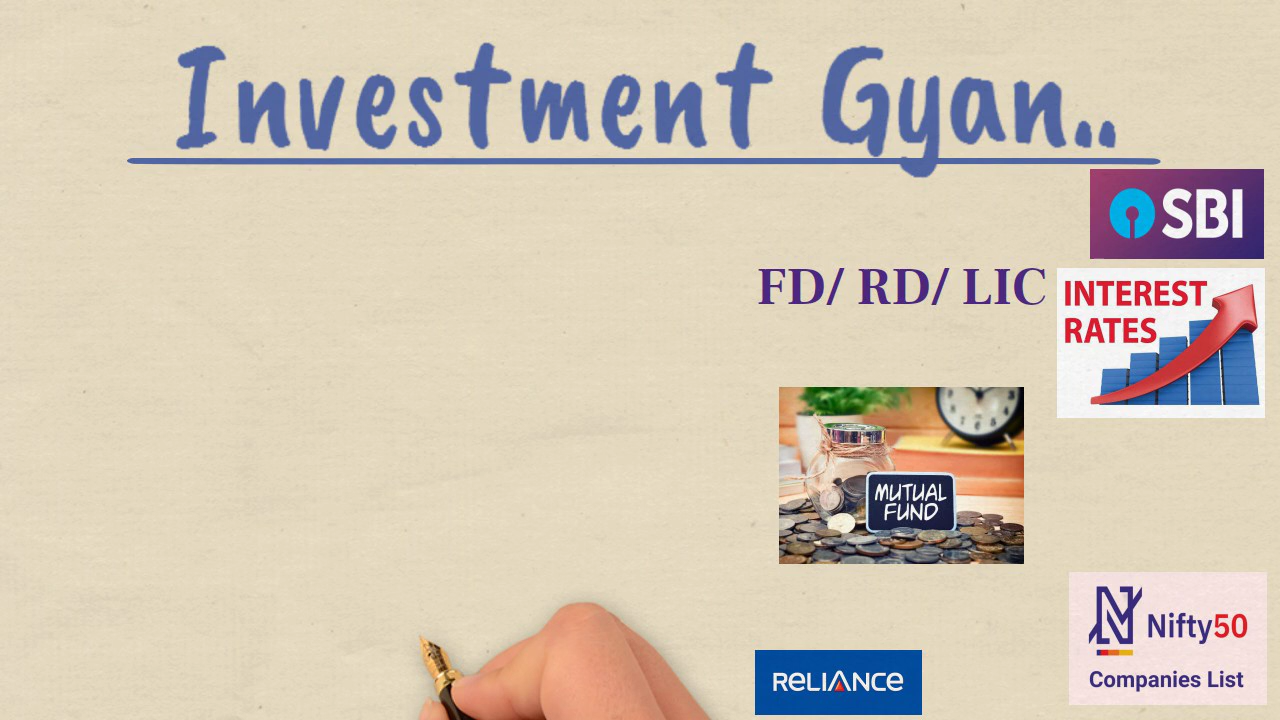 Investment Gyan..
SBI
FD/ RD/ LIC
INTEREST
RATES
MUTUAL
FUND
Nifty50
Companies List
RELIANCE